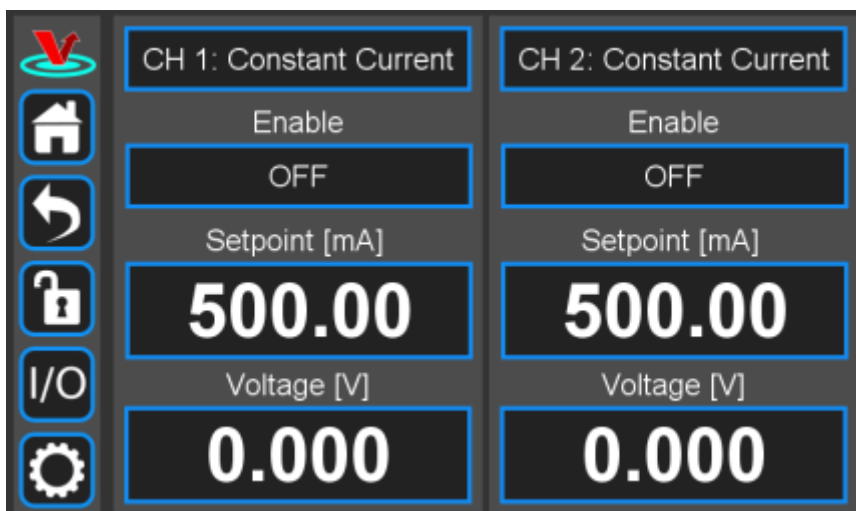 CH 1: Constant Current
Enable
OFF
Setpoint [mA]
500.00
Voltage [V]
0.000
CH 2: Constant Current
Enable
OFF
Setpoint [mA]
500.00
Voltage [V]
0.000
I/O